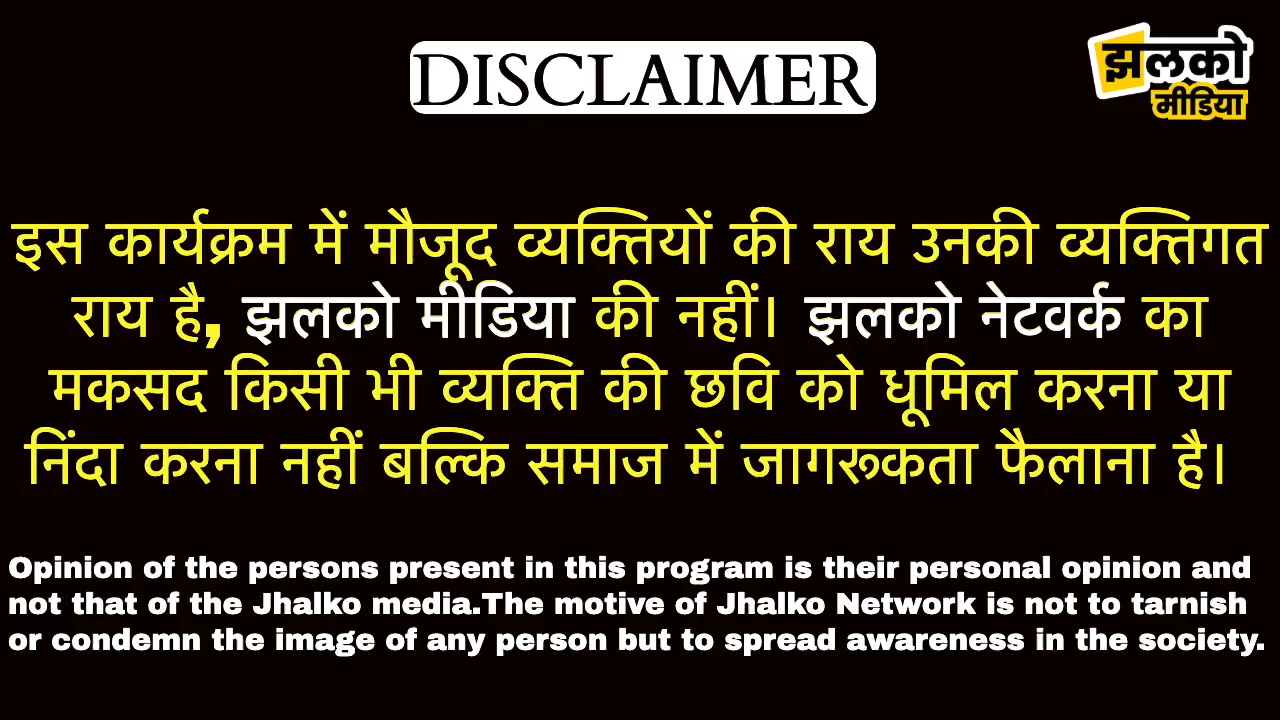 DISCLAIMER
झलको
मीडिया
इस कार्यक्रम में मौजूद व्यक्तियों की राय उनकी व्यक्तिगत
राय है, झलको मीडिया की नहीं। झलको नेटवर्क का
मकसद किसी भी व्यक्ति की छवि को धूमिल करना या
निंदा करना नहीं बल्कि समाज में जागरूकता फैलाना है।
Opinion of the persons present in this program is their personal opinion and
not that of the Jhalko media.The motive of Jhalko Network is not to tarnish
or condemn the image of any person but to spread awareness in the society.